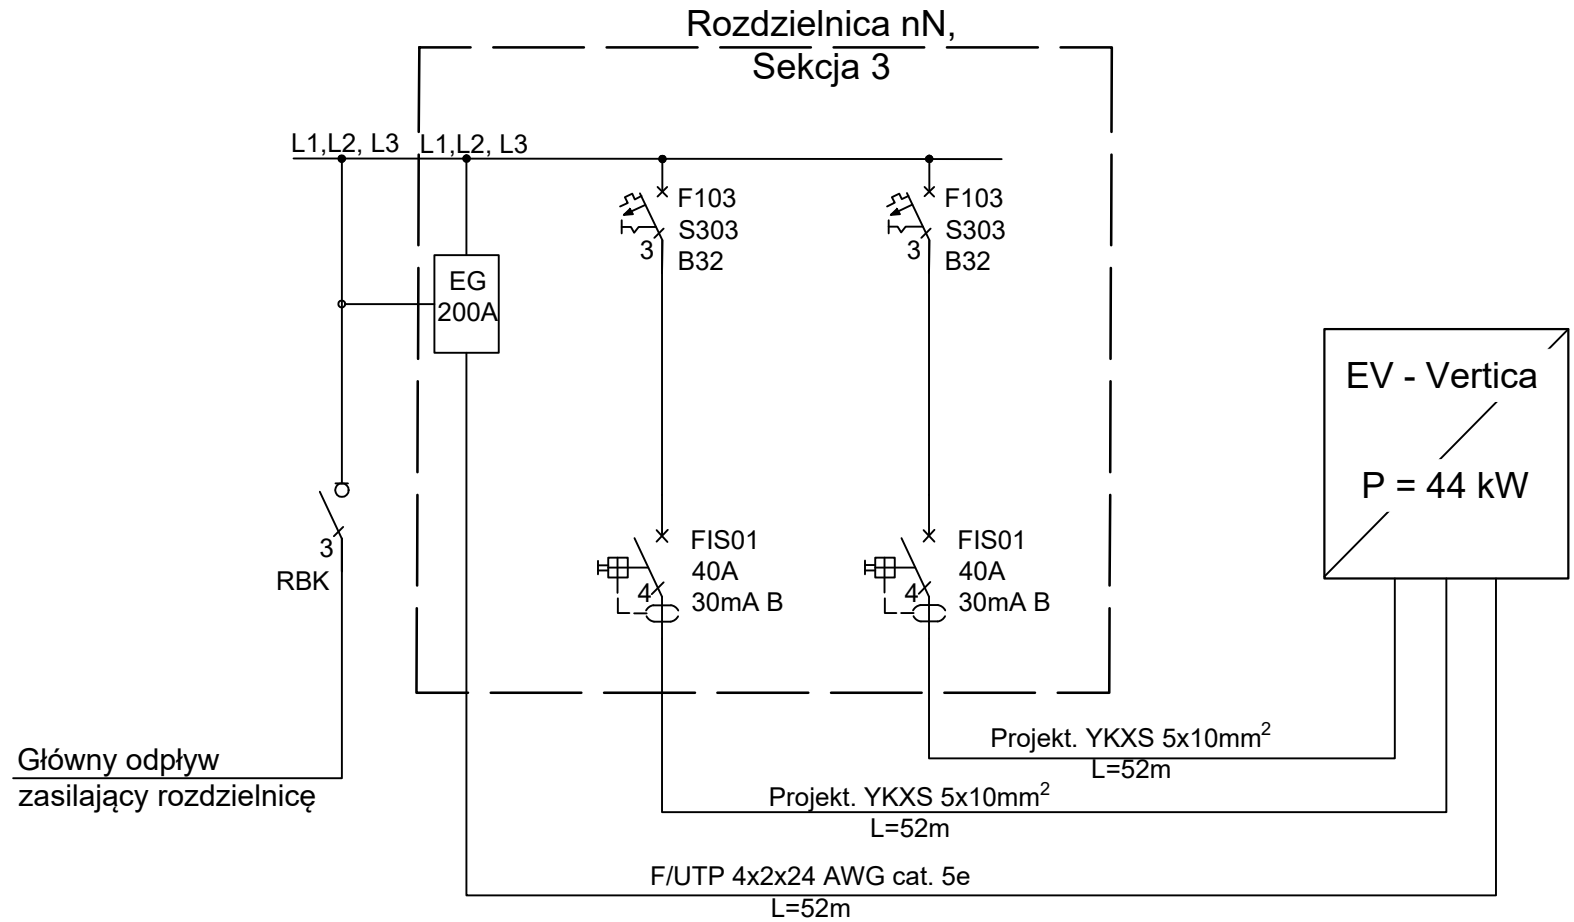 Rozdzielnica nN,
Sekcja 3
L1,L2, L3
L1,L2, L3
F103
S303
B32
3
F103
S303
B32
3
EG
200A
EV - Vertica
P = 44 kW
3
RBK
FIS01
40A
30mA B
4
FIS01
40A
30mA B
4
Główny odpływ
zasilający rozdzielnicę
Projekt. YKXS 5x10mm²
L=52m
Projekt. YKXS 5x10mm²
L=52m
F/UTP 4x2x24 AWG cat. 5e
L=52m